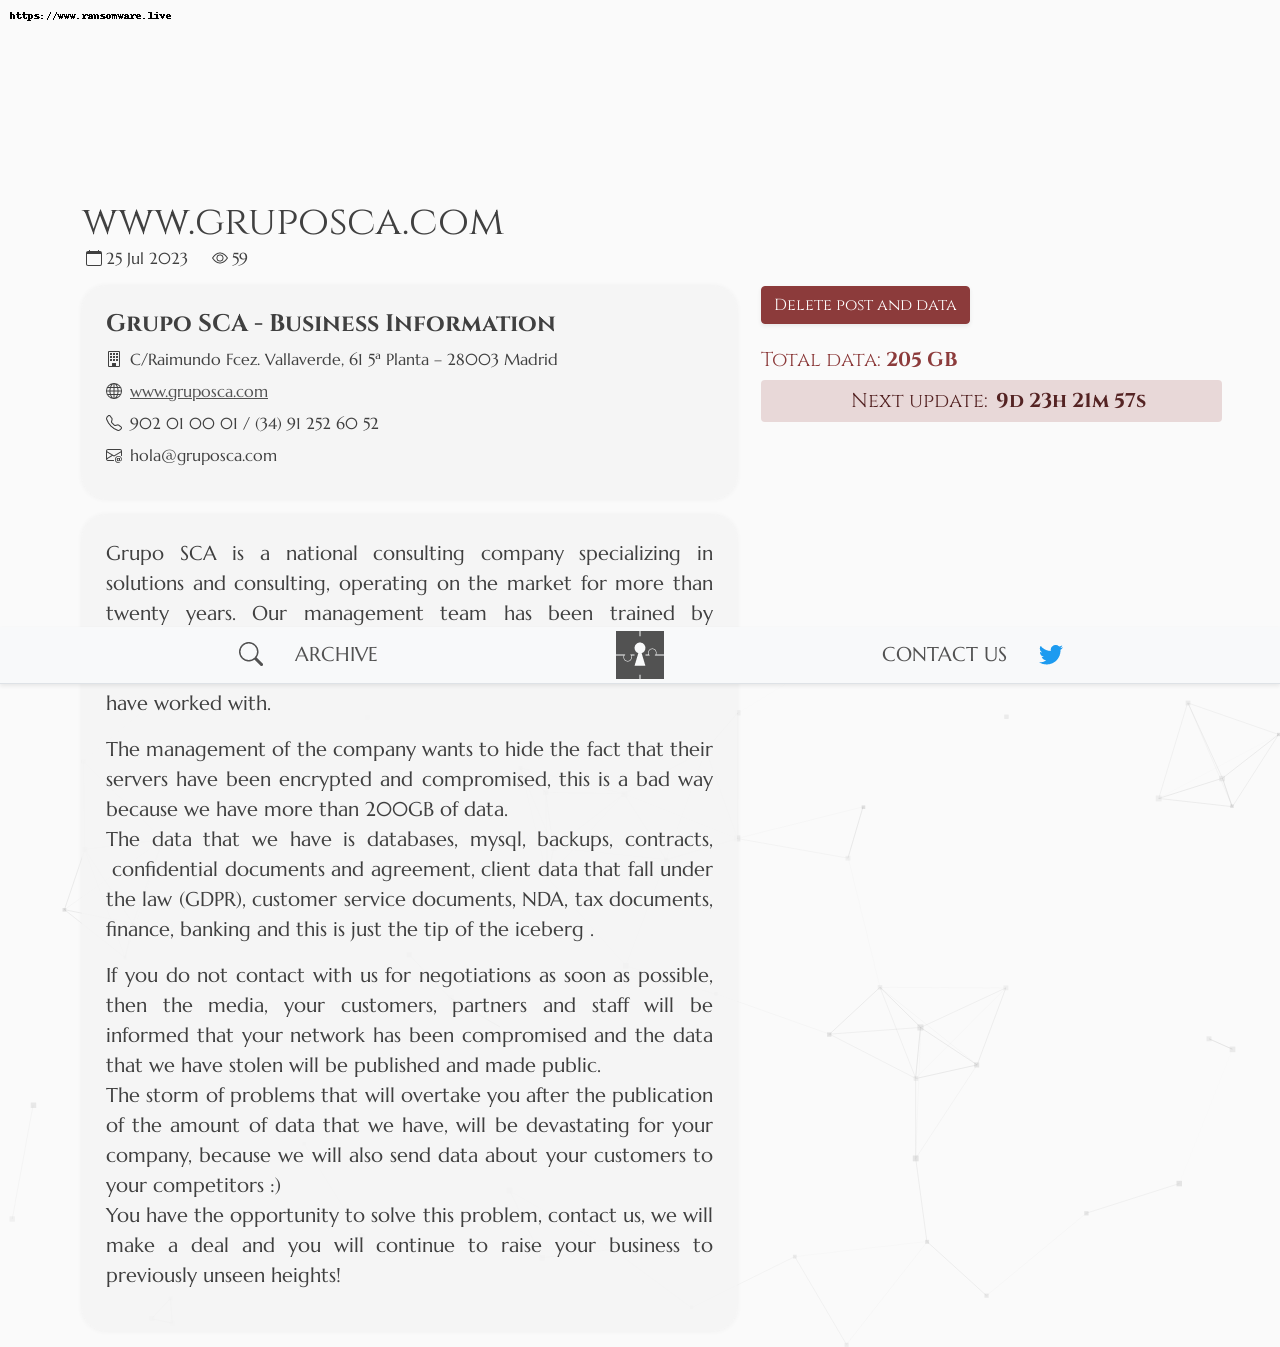 https://www.ransomware.live
www.gruposca.com
25 Jul 2023 59
Grupo SCA - Business Information
C/Raimundo Fcez. Vallaverde, 61 5ª Planta – 28003 Madrid
www.gruposca.com
902 01 00 01 / (34) 91 252 60 52
hola@gruposca.com
Delete post and data
Total data: 205 GB
Next update: 9d 23h 21m 57s
Grupo SCA is a national consulting company specializing in
solutions and consulting, operating on the market for more than
twenty years. Our management team has been trained by
ARCHIVE
CONTACT US
have worked with.
The management of the company wants to hide the fact that their
servers have been encrypted and compromised, this is a bad way
because we have more than 200GB of data.
The data that we have is databases, mysql, backups, contracts,
confidential documents and agreement, client data that fall under
the law (GDPR), customer service documents, NDA, tax documents,
finance, banking and this is just the tip of the iceberg .
If you do not contact with us for negotiations as soon as possible,
then the media, your customers, partners and staff will be
informed that your network has been compromised and the data
that we have stolen will be published and made public.
The storm of problems that will overtake you after the publication
of the amount of data that we have, will be devastating for your
company, because we will also send data about your customers to
your competitors :)
You have the opportunity to solve this problem, contact us, we will
make a deal and you will continue to raise your business to
previously unseen heights!